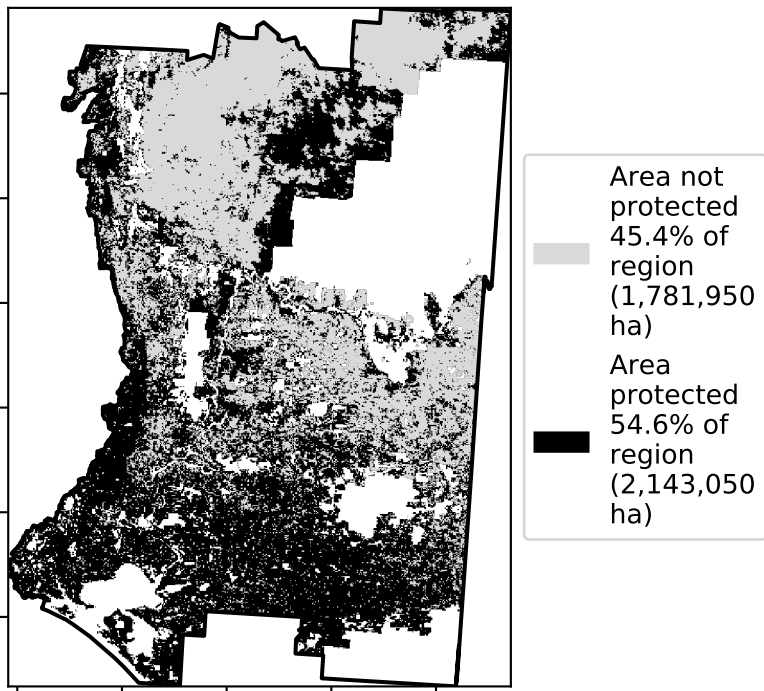 Area not
protected
45.4% of
region
(1,781,950
ha)
Area
protected
54.6% of
region
(2,143,050
ha)